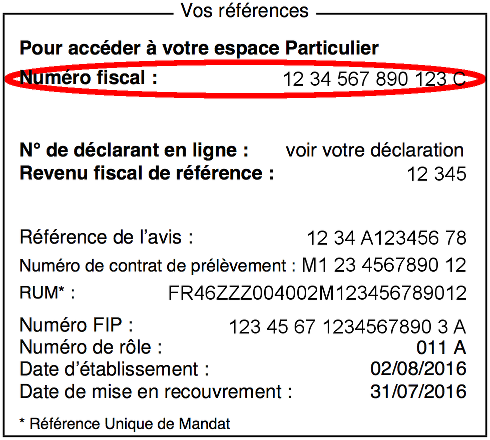 Vos références
Pour accéder à votre espace Particulier
Numéro fiscal : 12 34 567 890 123 C
N° de déclarant en ligne : voir votre déclaration
Revenu fiscal de référence : 12 345
Référence de l'avis : 12 34 A123456 78
Numéro de contrat de prélèvement : M1 23 4567890 12
RUM* : FR46ZZZ004002M123456789012
Numéro FIP : 123 45 67 1234567890 3 A
Numéro de rôle : 011 A
Date d'établissement : 02/08/2016
Date de mise en recouvrement : 31/07/2016
* Référence Unique de Mandat